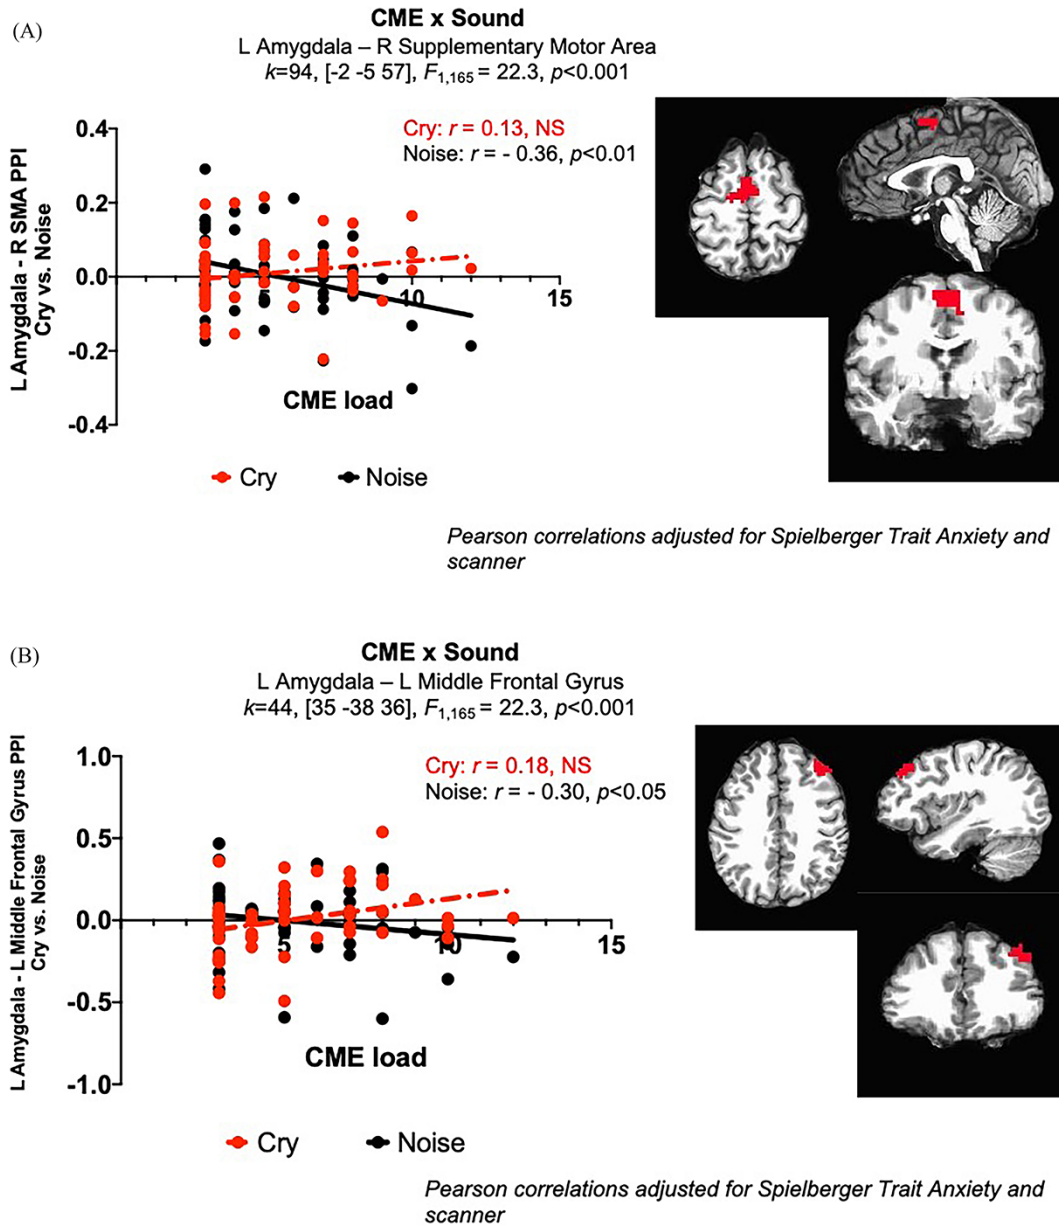 (A)
CME x Sound
L Amygdala – R Supplementary Motor Area
k=94, [-2 -5 57], F1,165 = 22.3, p<0.001
Cry: r = 0.13, NS
Noise: r = - 0.36, p<0.01
L Amygdala - R SMA PPI
Cry vs. Noise
0.4
0.2
0.0
-0.2
-0.4
5
10
15
CME load
Cry
Noise
Pearson correlations adjusted for Spielberger Trait Anxiety and
scanner
(B)
CME x Sound
L Amygdala – L Middle Frontal Gyrus
k=44, [35 -38 36], F1,165 = 22.3, p<0.001
Cry: r = 0.18, NS
Noise: r = - 0.30, p<0.05
L Amygdala - L Middle Frontal Gyrus PPI
Cry vs. Noise
1.0
0.5
0.0
-0.5
-1.0
5
10
15
CME load
Cry
Noise
Pearson correlations adjusted for Spielberger Trait Anxiety and
scanner